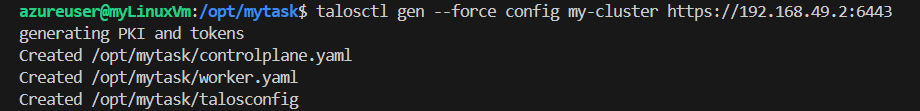 azureuser@myLinuxVm:/opt/mytask$ talosctl gen --force config my-cluster https://192.168.49.2:6443
generating PKI and tokens
Created /opt/mytask/controlplane.yaml
Created /opt/mytask/worker.yaml
Created /opt/mytask/talosconfig